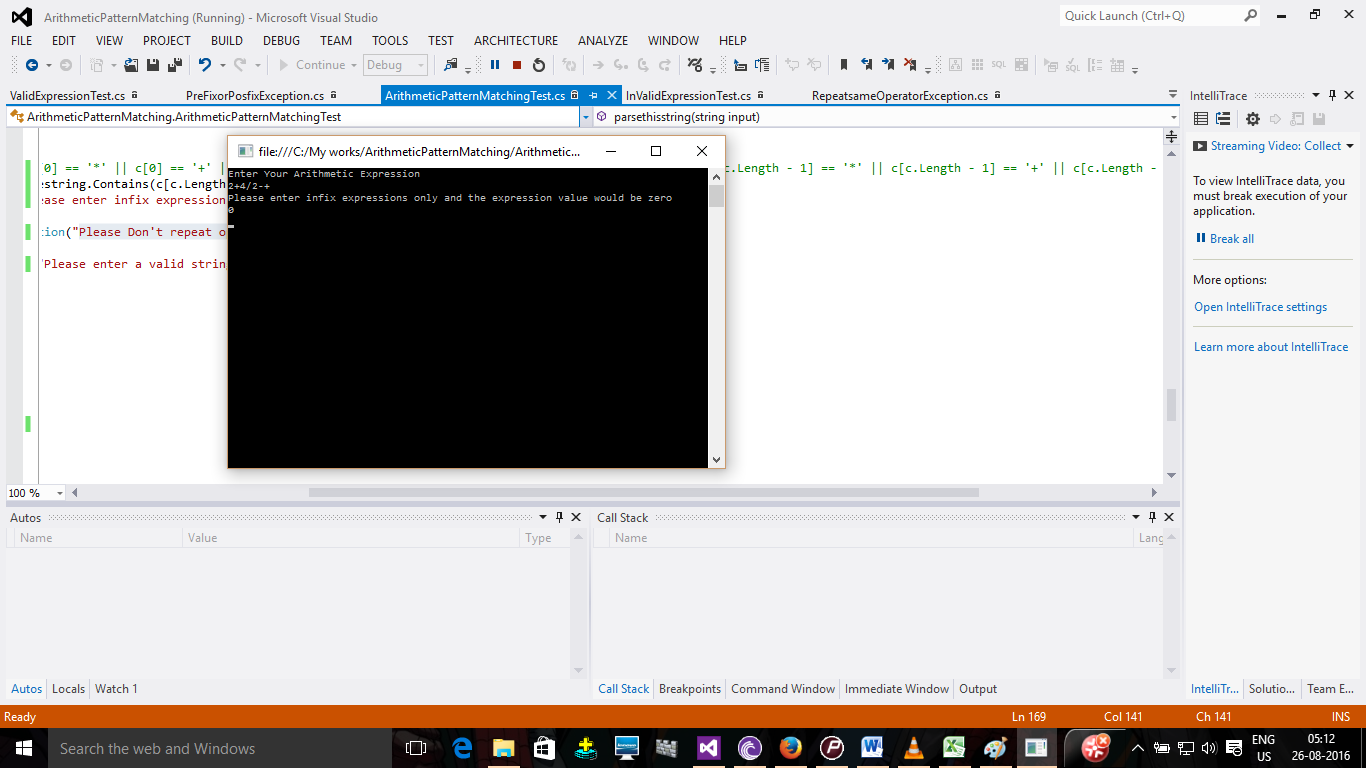 ArithmeticPatternMatching (Running) - Microsoft Visual Studio
Quick Launch (Ctrl+Q)
FILE EDIT VIEW PROJECT BUILD DEBUG TEAM TOOLS TEST ARCHITECTURE ANALYZE WINDOW HELP
Continue Debug SQL
ValidExpressionTest.cs PreFixorPosfixException.cs ArithmeticPatternMatchingTest.cs InValidExpressionTest.cs RepeatsameOperatorException.cs
ArithmeticPatternMatching.ArithmeticPatternMatchingTest parsethisstring(string input)
[0] == '*' || c[0] == '+' || [c.Length - 1] == '*' || c[c.Length - 1] == '+' || c[c.Length -
estring.Contains(c[c.Length
ease enter infix expression
tion("Please Don't repeat o
"Please enter a valid string
file:///C:/My works/ArithmeticPatternMatching/Arithmetic...
Enter Your Arithmetic Expression
2+4/2-+
Please enter infix expressions only and the expression value would be zero
0
100 %
IntelliTrace
Streaming Video: Collect
To view IntelliTrace data, you
must break execution of your
application.
Break all
More options:
Open IntelliTrace settings
Learn more about IntelliTrace
Autos
Name Value Type
Call Stack
Name Lang
Autos Locals Watch 1
Call Stack Breakpoints Command Window Immediate Window Output
IntelliTr... Solutio... Team E...
Ready Ln 169 Col 141 Ch 141 INS
Search the web and Windows
ENG
US
05:12
26-08-2016